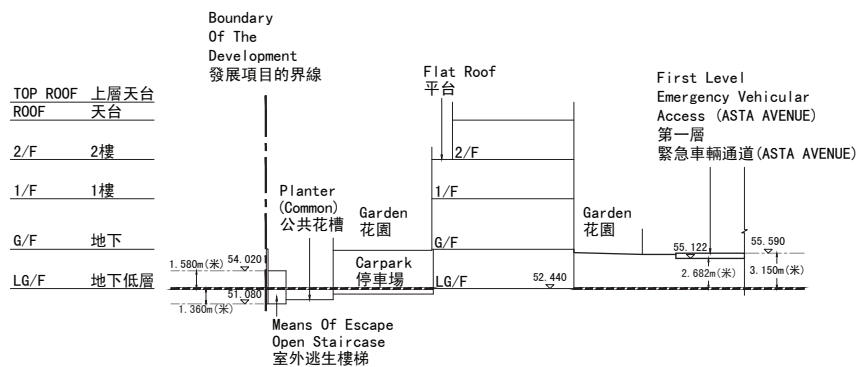 Boundary
Of The
Development
發展項目的界線
Flat Roof
平台
First Level
Emergency Vehicular
Access (ASTA AVENUE)
第一層
緊急車輛通道(ASTA AVENUE)
TOP ROOF 上層天台
ROOF 天台
2/F 2樓
2/F
1/F 1樓
1/F
Planter
(Common)
公共花槽
Garden
花園
Garden
花園
G/F 地下
G/F
54.020
1.580m(米)
Carpark
停車場
55.122
55.590
2.682m(米)
3.150m(米)
LG/F 地下低層
LG/F
52.440
51.080
1.360m(米)
Means Of Escape
Open Staircase
室外逃生樓梯